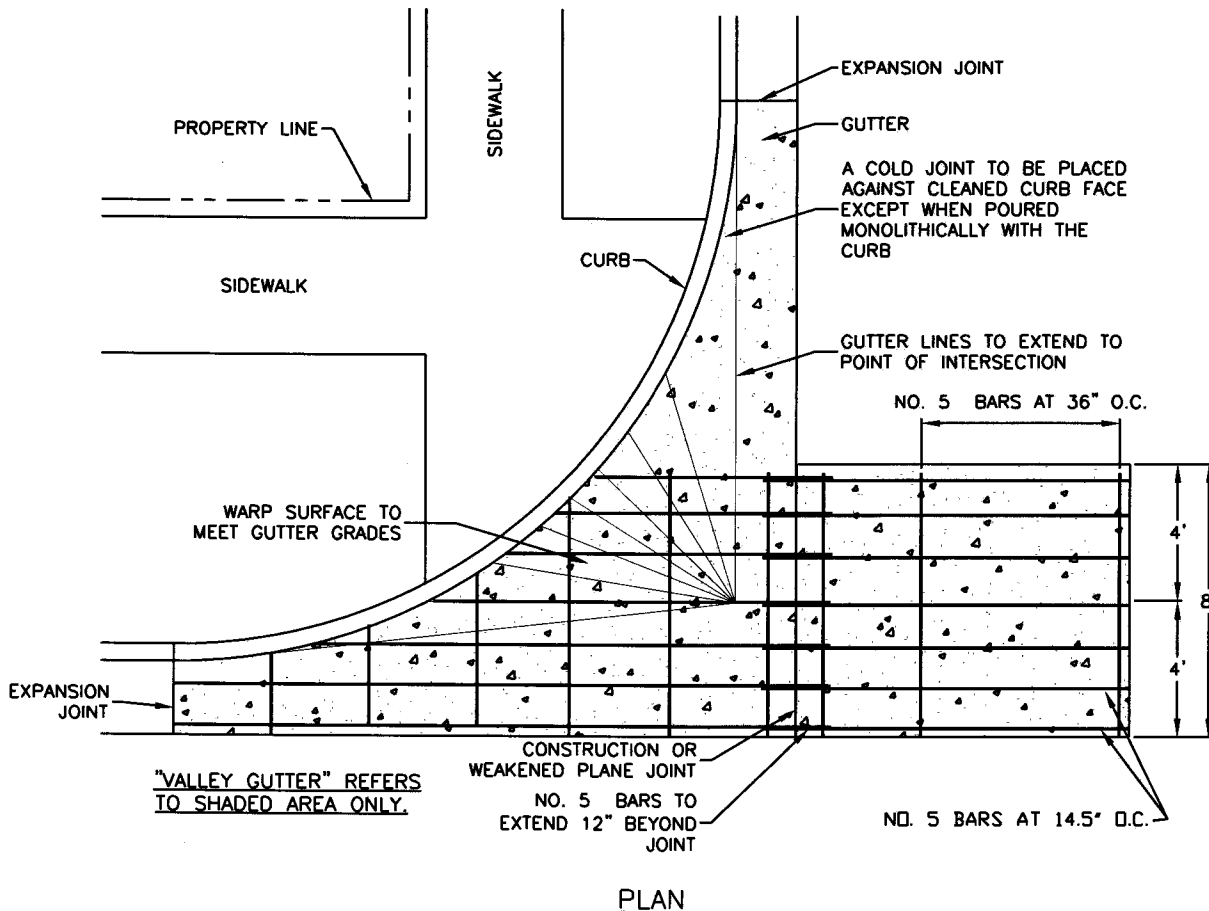 EXPANSION JOINT
PROPERTY LINE
SIDEWALK
GUTTER
A COLD JOINT TO BE PLACED
AGAINST CLEANED CURB FACE
EXCEPT WHEN POURED
MONOLITHICALLY WITH THE
CURB
CURB
SIDEWALK
GUTTER LINES TO EXTEND TO
POINT OF INTERSECTION
NO. 5 BARS AT 36" O.C.
WARP SURFACE TO
MEET GUTTER GRADES
4'
8
4'
EXPANSION
JOINT
CONSTRUCTION OR
WEAKENED PLANE JOINT
"VALLEY GUTTER" REFERS
TO SHADED AREA ONLY.
NO. 5 BARS TO
EXTEND 12" BEYOND
JOINT
NO. 5 BARS AT 14.5" O.C.
PLAN